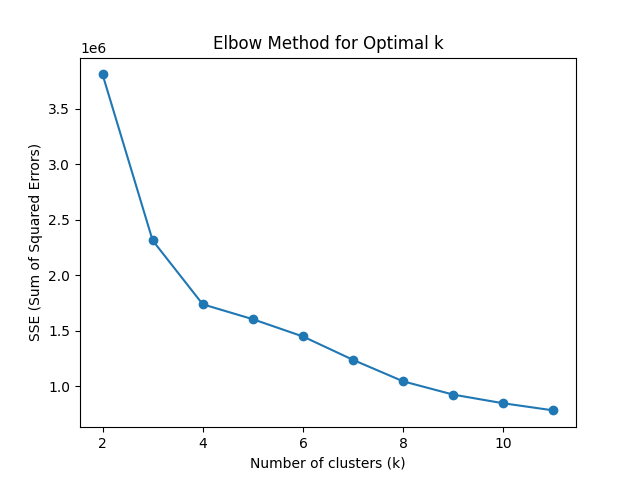 Elbow Method for Optimal k
1e6
3.5
3.0
2.5
2.0
1.5
1.0
SSE (Sum of Squared Errors)
2 4 6 8 10
Number of clusters (k)